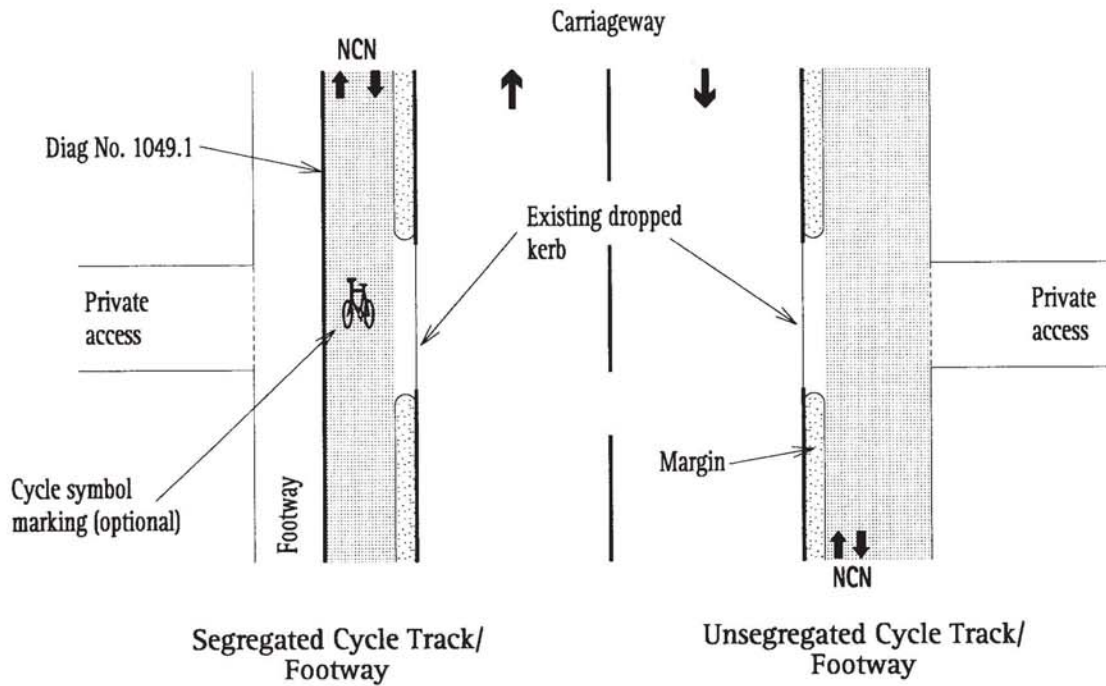 Carriageway
NCN
Diag No. 1049.1
Existing dropped
kerb
Private
access
Private
access
Margin
Cycle symbol
marking (optional)
Footway
NCN
Segregated Cycle Track/
Footway
Unsegregated Cycle Track/
Footway